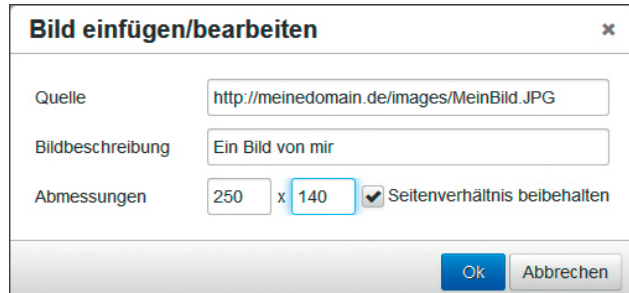 Bild einfügen/bearbeiten ×
Quelle http://meinedomain.de/images/MeinBild.JPG
Bildbeschreibung Ein Bild von mir
Abmessungen 250 x 140 Seitenverhältnis beibehalten
Ok Abbrechen